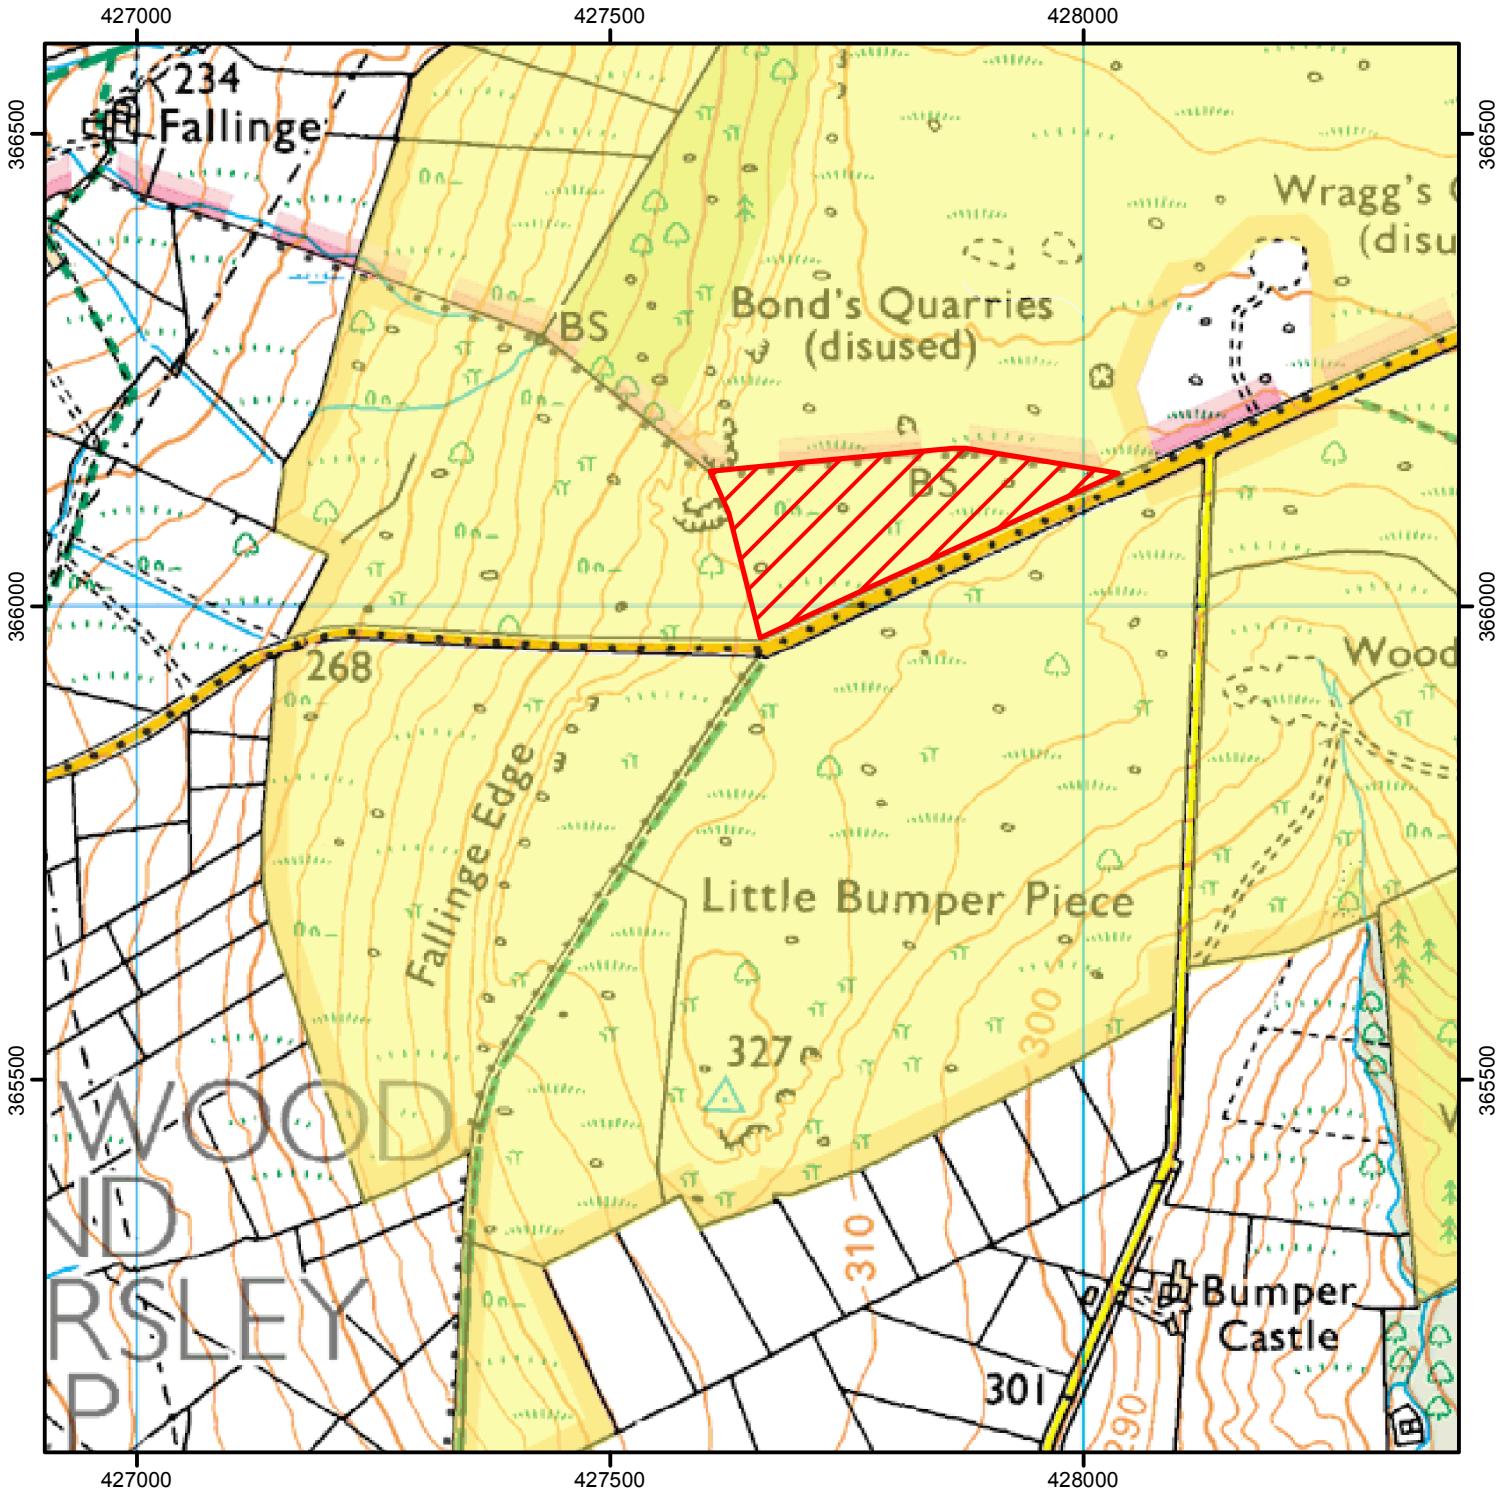 427000 427500 428000
366500 366500
234
Fallinge
Wragg's
(disu
Bond's Quarries
(disused)
BS
BS
366000 366000
268
Wood
Fallinge Edge
Little Bumper Piece
300
327
365500 365500
WOOD
ND
RSLEY
P
310
Bumper
Castle
301
290
427000 427500 428000